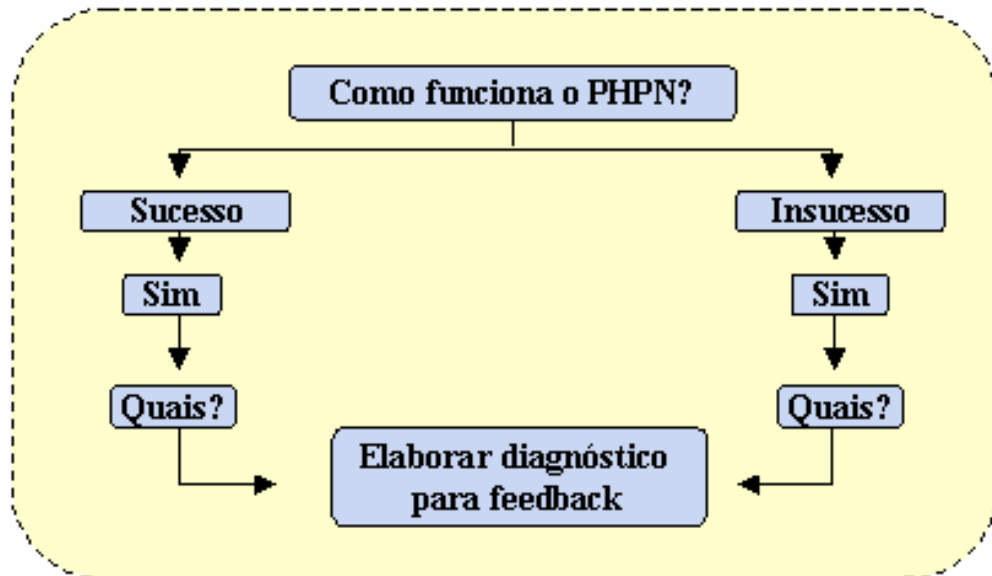 Como funciona o PHPN?
Sucesso
Insucesso
Sim
Sim
Quais?
Quais?
Elaborar diagnóstico
para feedback